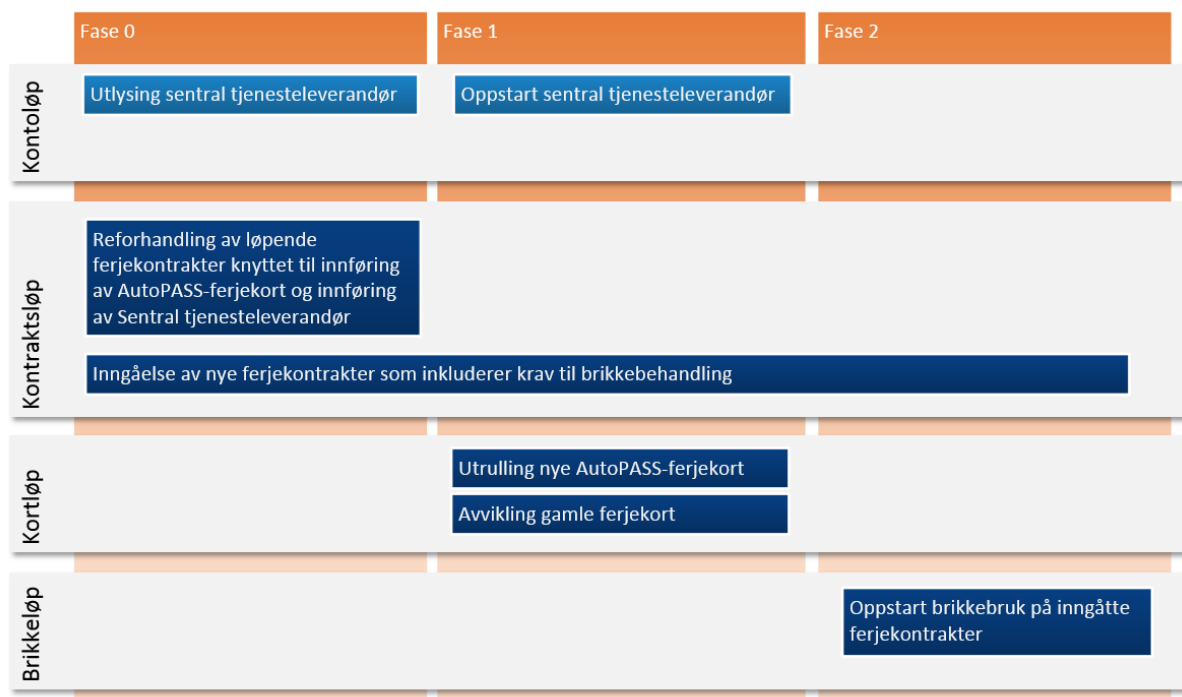 Fase 0
Fase 1
Fase 2
Kontoløp
Utlysing sentral tjenesteleverandør
Oppstart sentral tjenesteleverandør
Kontraktsløp
Reforhandling av løpende
ferjekontrakter knyttet til innføring
av AutoPASS-ferjekort og innføring
av Sentral tjenesteleverandør
Inngåelse av nye ferjekontrakter som inkluderer krav til brikkebehandling
Kortløp
Utrulling nye AutoPASS-ferjekort
Avvikling gamle ferjekort
Brikkeløp
Oppstart brikkebruk på inngåtte
ferjekontrakter